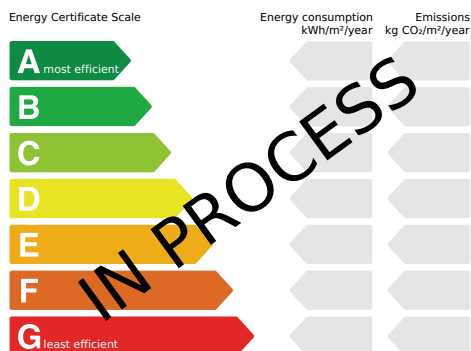 Energy Certificate Scale
Energy consumption
kWh/m²/year
Emissions
kg CO₂/m²/year
A most efficient
B
C
D
E
F
G least efficient
IN PROCESS